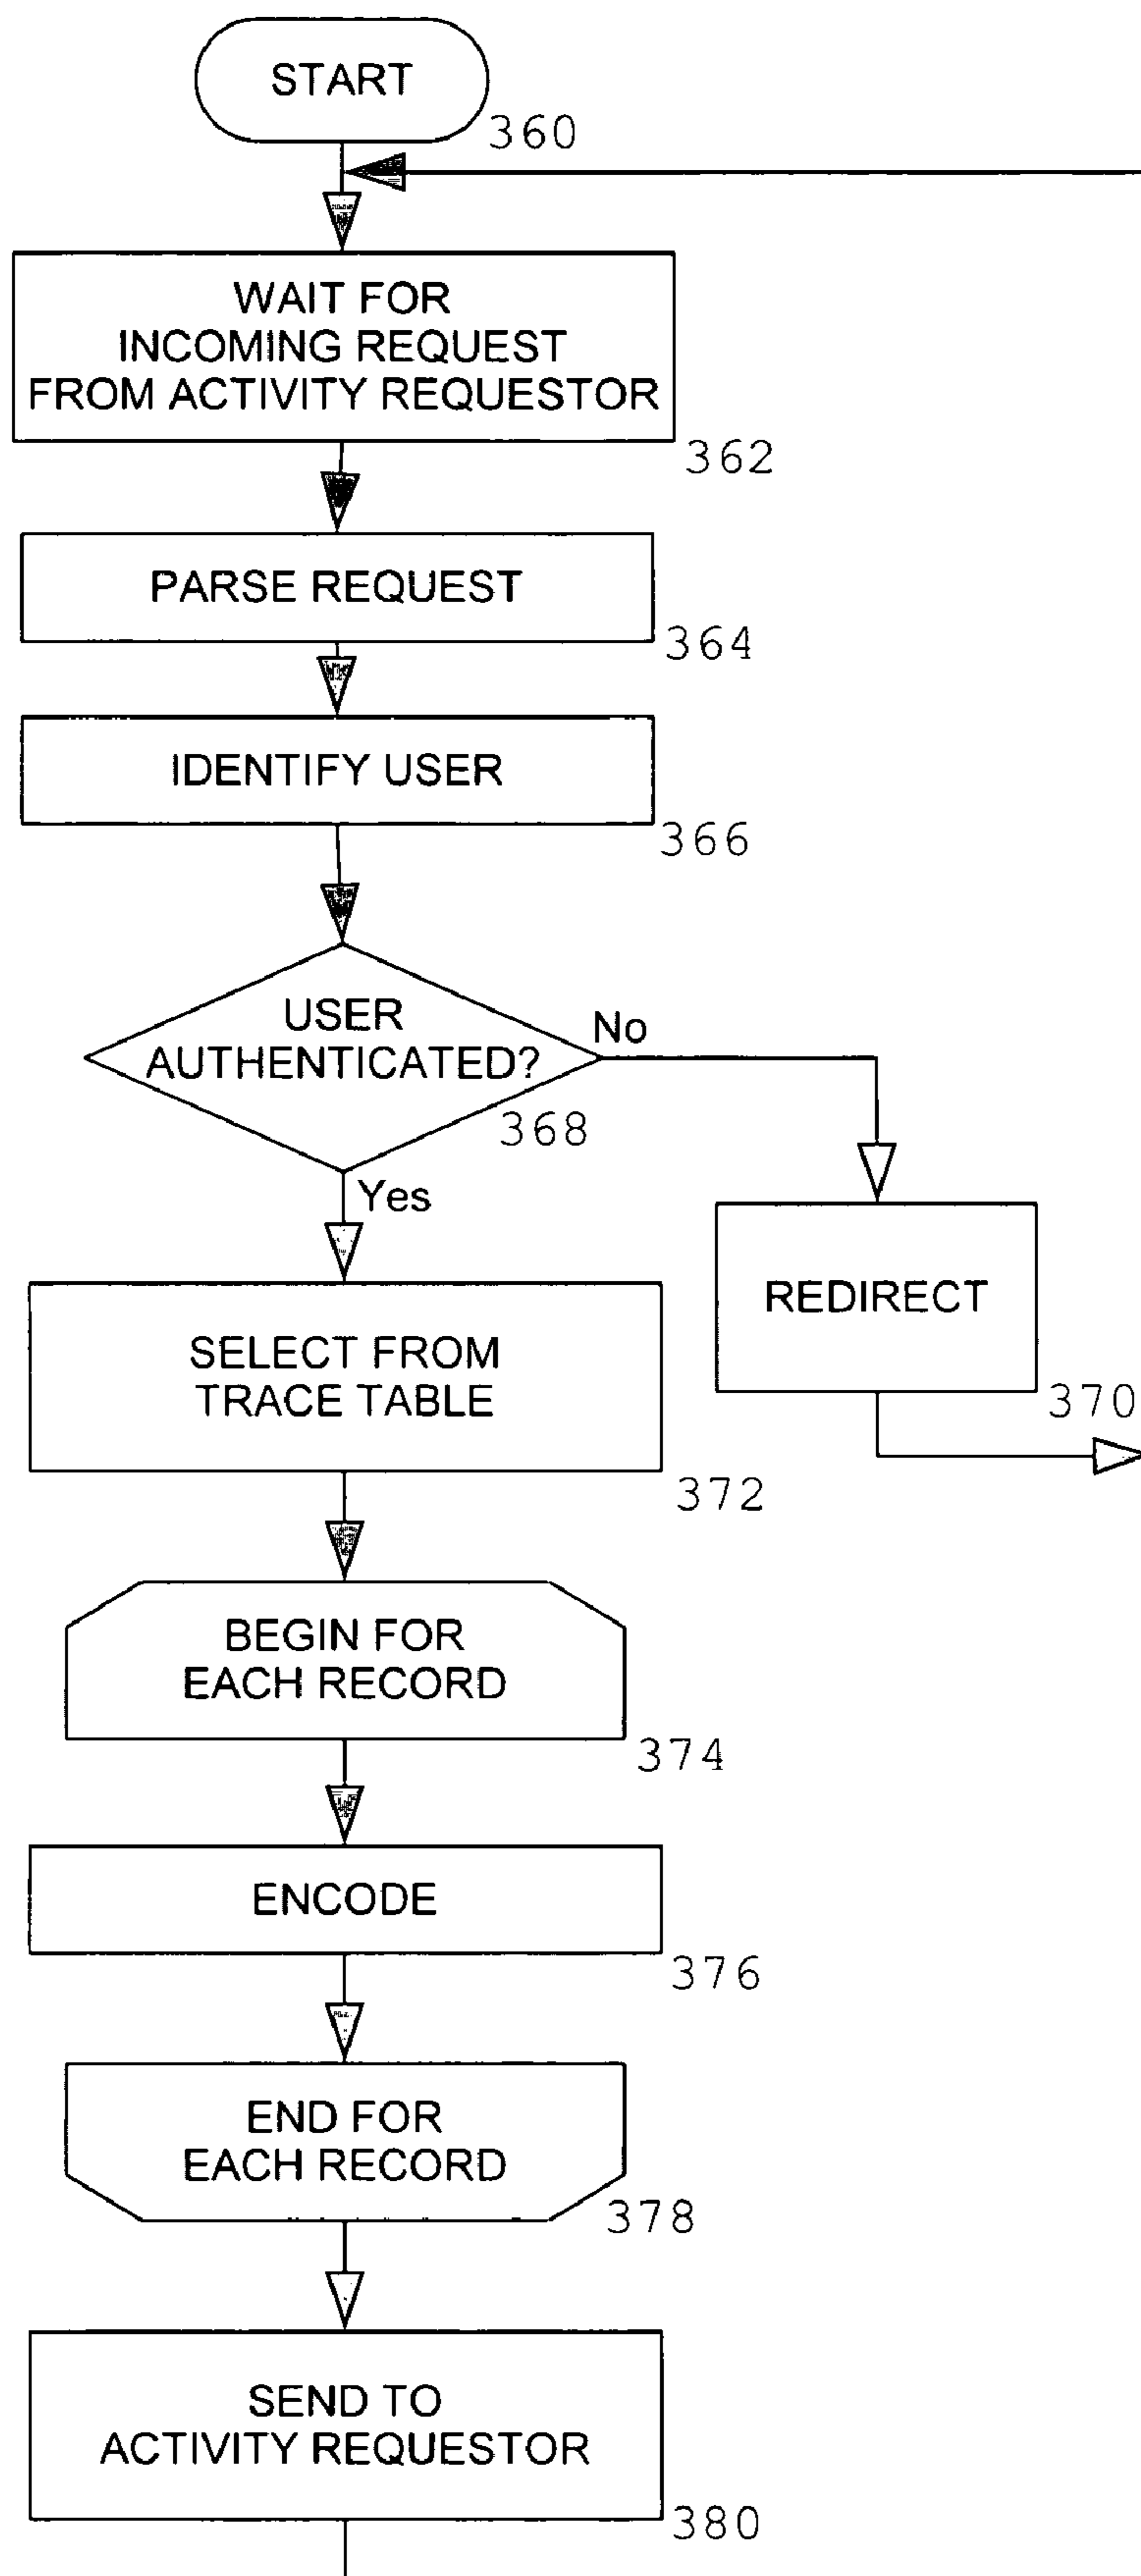 START
360
WAIT FOR
INCOMING REQUEST
FROM ACTIVITY REQUESTOR
362
PARSE REQUEST
364
IDENTIFY USER
366
USER
AUTHENTICATED?
368
No
Yes
REDIRECT
370
SELECT FROM
TRACE TABLE
372
BEGIN FOR
EACH RECORD
374
ENCODE
376
END FOR
EACH RECORD
378
SEND TO
ACTIVITY REQUESTOR
380